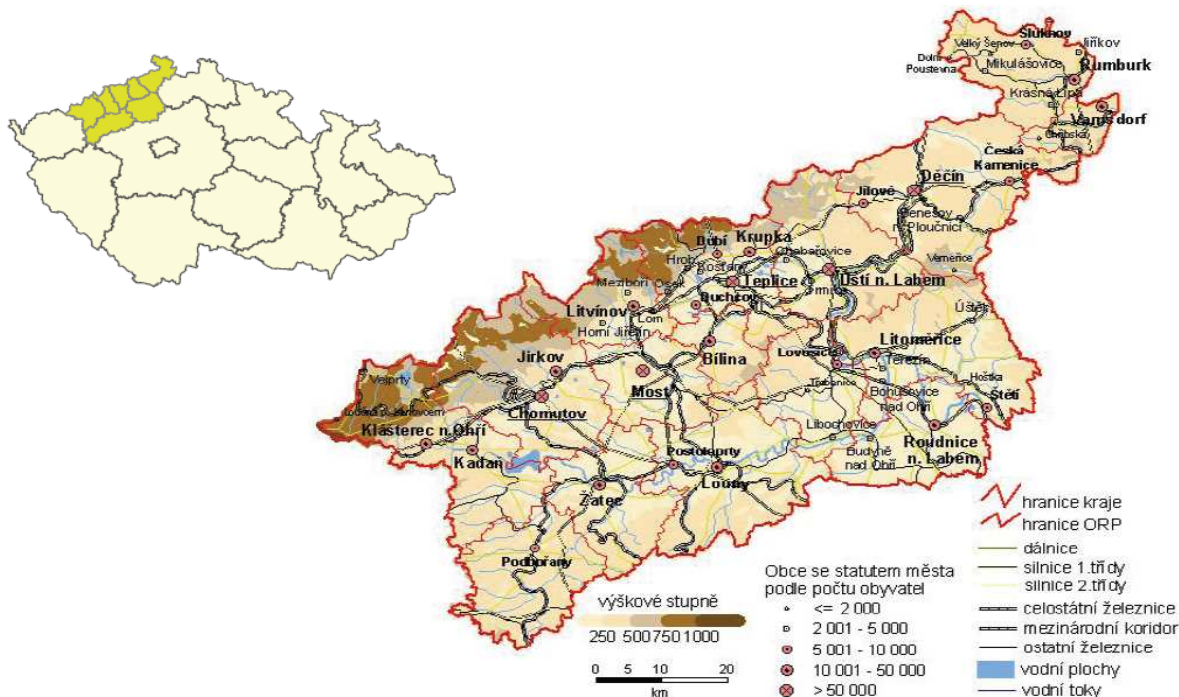 Šluknov
Velký Šenov
Jiříkov
Dolní
Poustevna
Mikulášovice
Rumburk
Krásná Lípa
Varnsdorf
Chřibská
Česká
Kamenice
Děčín
Jílové
Benešov
n. Ploučnicí
Verneřice
Dubí
Krupka
Chabařovice
Hrob
Košťany
Teplice
Ústí n. Labem
Meziboří
Osek
Duchcov
Litvínov
Lom
Horní Jiřetín
Úštěk
Litoměřice
Bílina
Lovosice
Terezín
Jirkov
Most
Třebenice
Bohušovice
nad Ohří
Hoštka
Štětí
Vejprty
Chomutov
Klášterec n. Ohří
Kadaň
Libochovice
Roudnice
n. Labem
Budyně
nad Ohří
Postoloprty
Louny
Žatec
Podbořany
hranice kraje
hranice ORP
dálnice
silnice 1.třídy
silnice 2.třídy
celostátní železnice
mezinárodní koridor
ostatní železnice
vodní plochy
vodní toky
Obce se statutem města
podle počtu obyvatel
<= 2 000
2 001 - 5 000
5 001 - 10 000
10 001 - 50 000
> 50 000
výškové stupně
250 500 750 1000
0 5 10 20
km